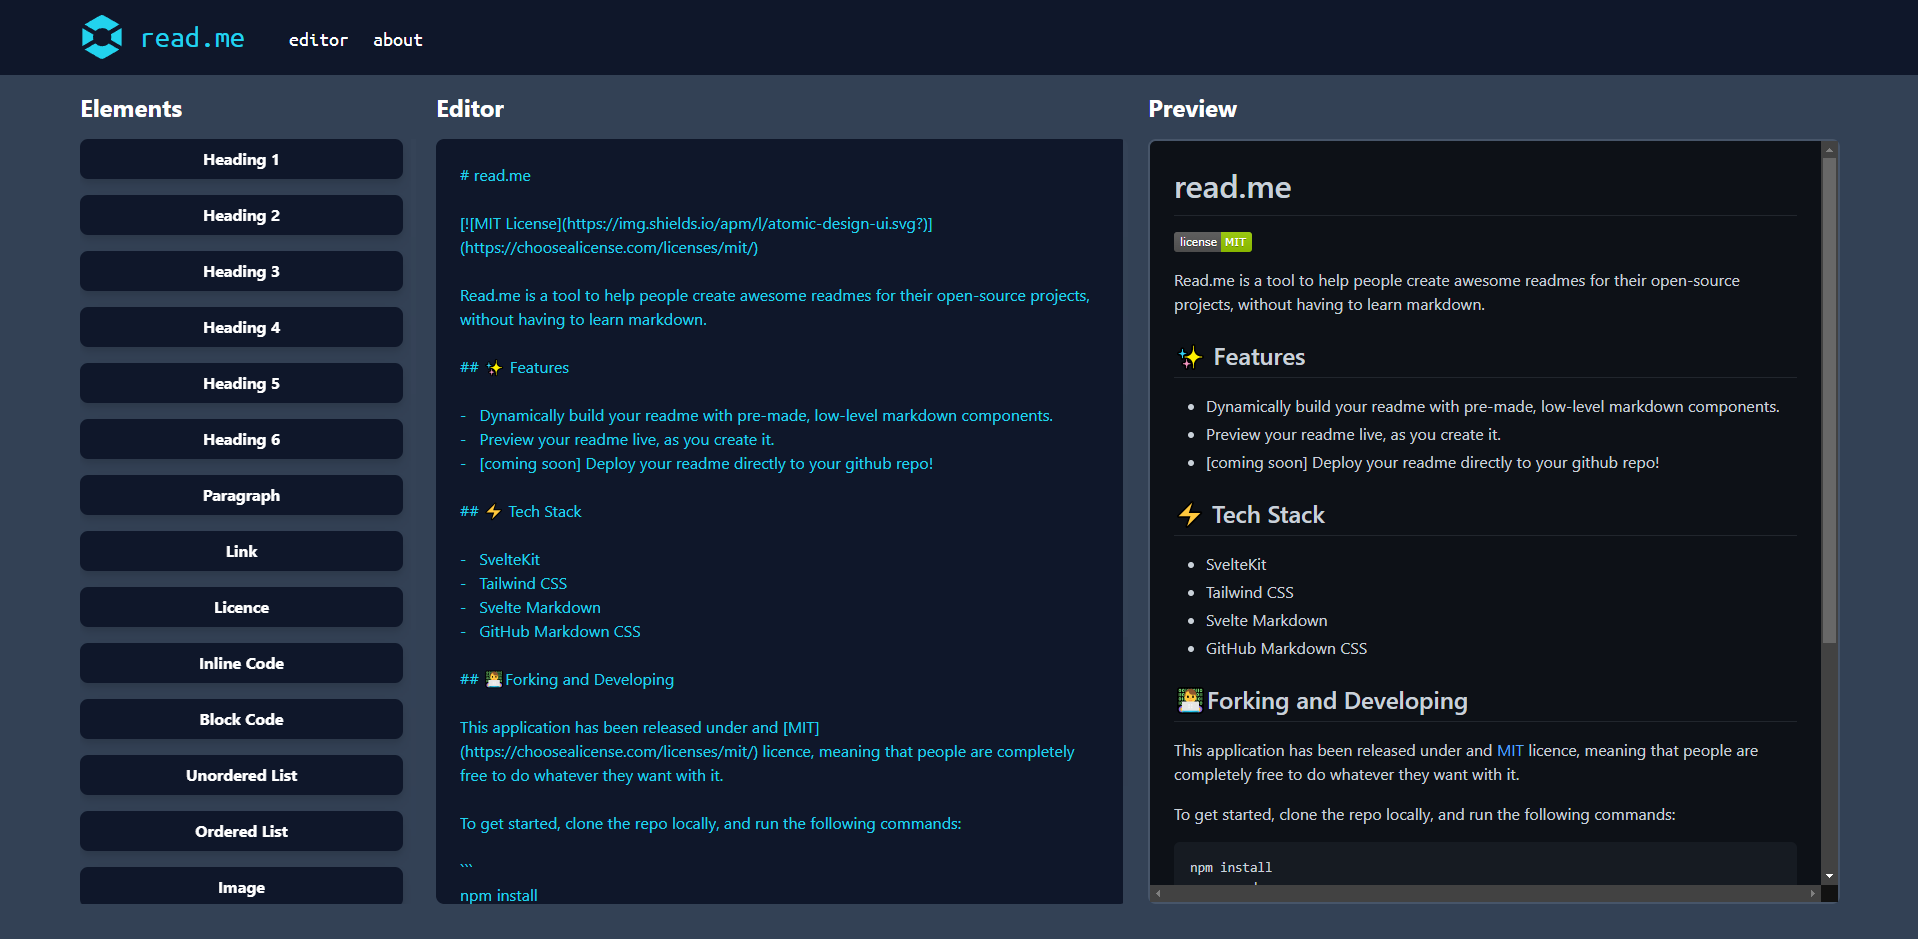 read.me
editor
about
Elements
Heading 1
Heading 2
Heading 3
Heading 4
Heading 5
Heading 6
Paragraph
Link
Licence
Inline Code
Block Code
Unordered List
Ordered List
Image
Editor
# read.me
[![MIT License](https://img.shields.io/apm/l/atomic-design-ui.svg?)]
(https://choosealicense.com/licenses/mit/)
Read.me is a tool to help people create awesome readmes for their open-source projects,
without having to learn markdown.
## ✨ Features
- Dynamically build your readme with pre-made, low-level markdown components.
- Preview your readme live, as you create it.
- [coming soon] Deploy your readme directly to your github repo!
## ⚡ Tech Stack
- SvelteKit
- Tailwind CSS
- Svelte Markdown
- GitHub Markdown CSS
## 👨‍💻Forking and Developing
This application has been released under and [MIT]
(https://choosealicense.com/licenses/mit/) licence, meaning that people are completely
free to do whatever they want with it.
To get started, clone the repo locally, and run the following commands:
```
npm install
Preview
read.me
license MIT
Read.me is a tool to help people create awesome readmes for their open-source
projects, without having to learn markdown.
✨ Features
• Dynamically build your readme with pre-made, low-level markdown components.
• Preview your readme live, as you create it.
• [coming soon] Deploy your readme directly to your github repo!
⚡ Tech Stack
• SvelteKit
• Tailwind CSS
• Svelte Markdown
• GitHub Markdown CSS
👨‍💻Forking and Developing
This application has been released under and MIT licence, meaning that people are
completely free to do whatever they want with it.
To get started, clone the repo locally, and run the following commands:
npm install